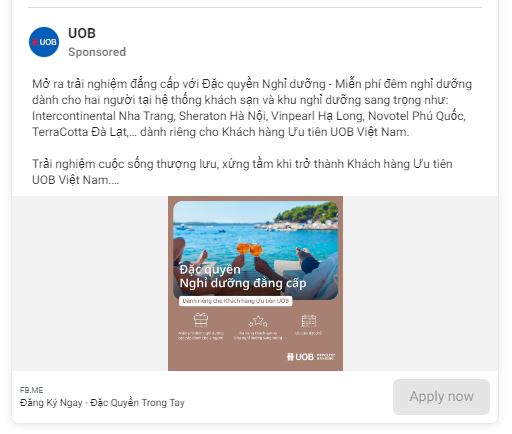 UOB
UOB
Sponsored
Mở ra trải nghiệm đẳng cấp với Đặc quyền Nghỉ dưỡng - Miễn phí đêm nghỉ dưỡng
dành cho hai người tại hệ thống khách sạn và khu nghỉ dưỡng sang trọng như:
Intercontinental Nha Trang, Sheraton Hà Nội, Vinpearl Hạ Long, Novotel Phú Quốc,
TerraCotta Đà Lạt,... dành riêng cho Khách hàng Ưu tiên UOB Việt Nam.
Trải nghiệm cuộc sống thượng lưu, xứng tầm khi trở thành Khách hàng Ưu tiên
UOB Việt Nam....
Đặc quyền
Nghỉ dưỡng đẳng cấp
Dành riêng cho Khách hàng Ưu tiên UOB
UOB
FB.ME
Đăng Ký Ngay - Đặc Quyền Trong Tay
Apply now